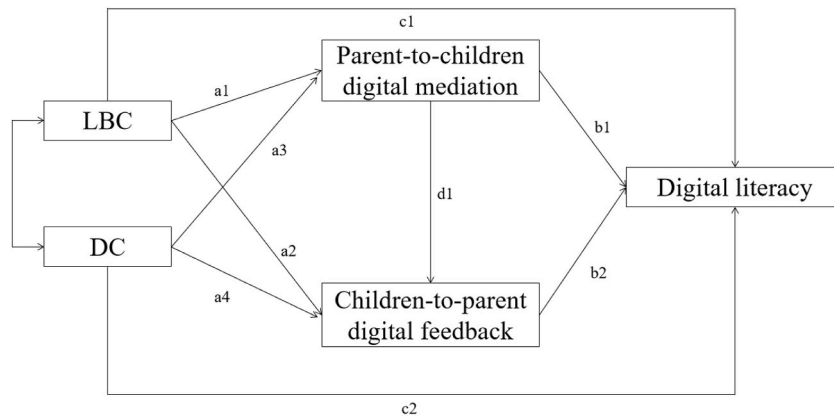 c1
Parent-to-children
digital mediation
LBC
a1
a3
b1
Digital literacy
d1
DC
a2
a4
b2
Children-to-parent
digital feedback
c2